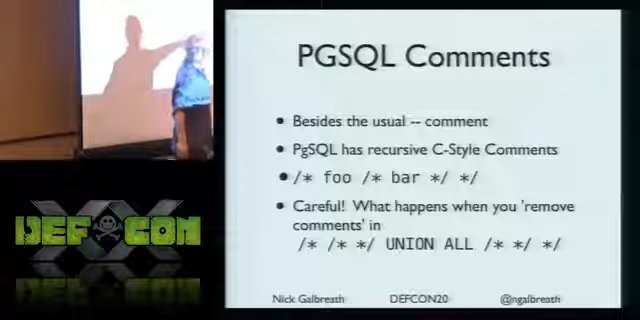 PGSQL Comments
Besides the usual -- comment
PgSQL has recursive C-Style Comments
/* foo /* bar */ */
Careful! What happens when you 'remove
comments' in
/* /* */ UNION ALL /* */ */
Nick Galbreath DEFCON20 @ngalbreath
XX
DEF CON